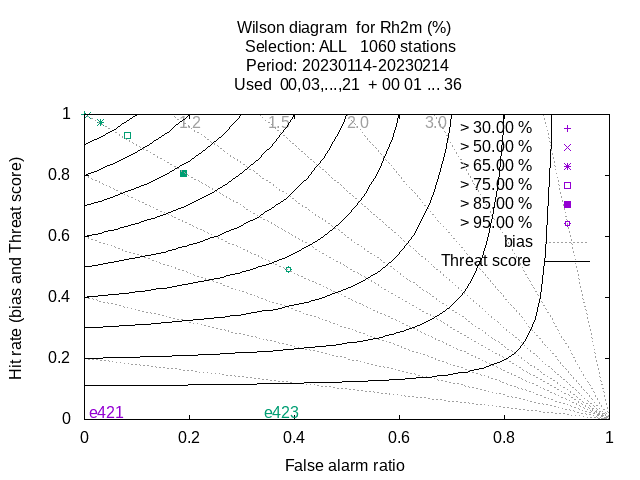 Wilson diagram  for Rh2m (%)
Selection: ALL   1060 stations
Period: 20230114-20230214
Used  00,03,...,21  + 00 01 ... 36
1.2 1.5 2.0 3.0
> 30.00 %
> 50.00 %
> 65.00 %
> 75.00 %
> 85.00 %
> 95.00 %
bias
Threat score
Hit rate (bias and Threat score)
1
0.8
0.6
0.4
0.2
0
e421 e423
0 0.2 0.4 0.6 0.8 1
False alarm ratio